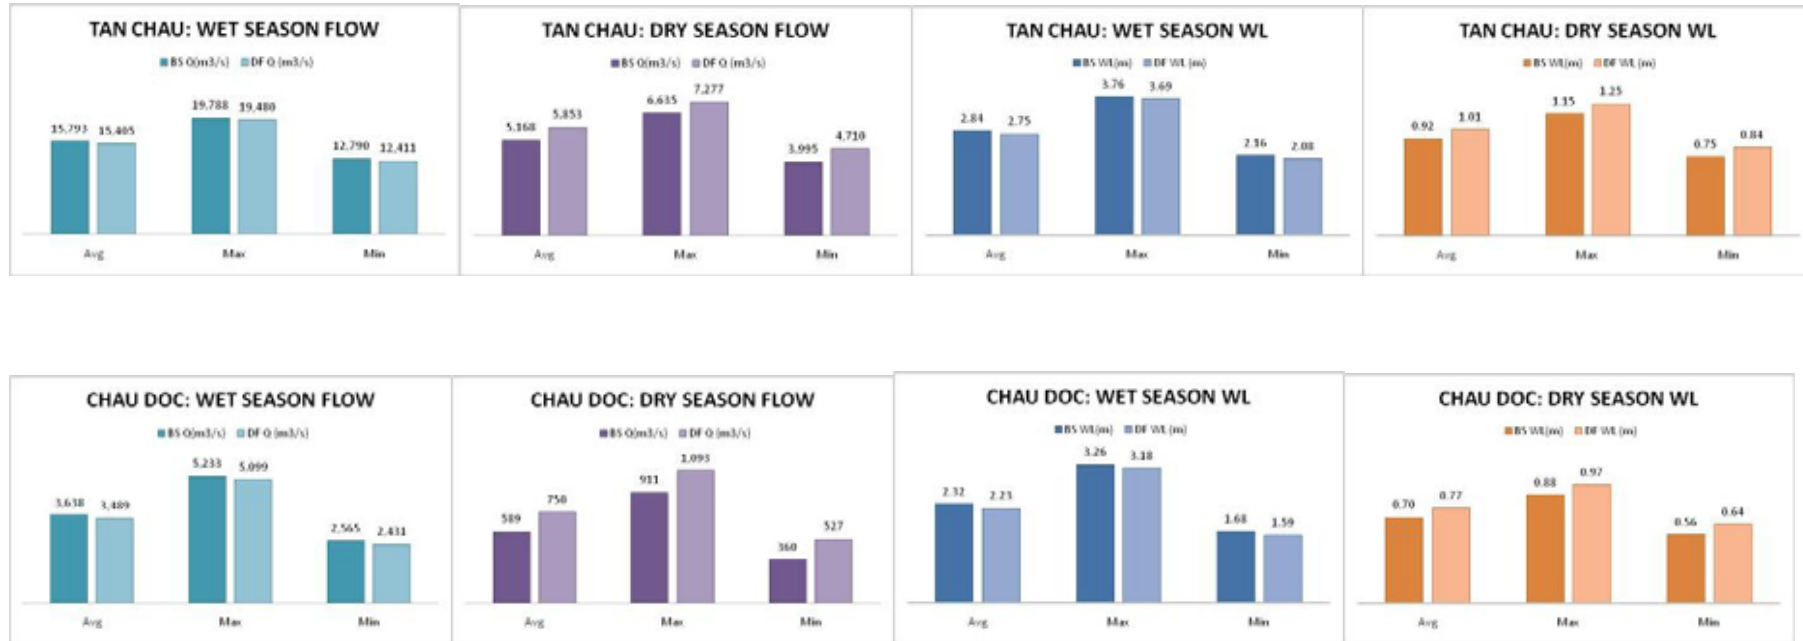 TAN CHAU: WET SEASON FLOW
BS Q(m3/s) DF Q (m3/s)
15,793 15,405 19,788 19,480 12,790 12,411
Avg Max Min
TAN CHAU: DRY SEASON FLOW
BS Q(m3/s) DF Q (m3/s)
5,168 5,853 6,635 7,277 3,995 4,710
Avg Max Min
TAN CHAU: WET SEASON WL
BS WL(m) DF WL (m)
2.84 2.75 3.76 3.69 2.16 2.08
Avg Max Min
TAN CHAU: DRY SEASON WL
BS WL(m) DF WL (m)
0.92 1.01 1.15 1.25 0.75 0.84
Avg Max Min
CHAU DOC: WET SEASON FLOW
BS Q(m3/s) DF Q (m3/s)
3,638 3,489 5,233 5,099 2,565 2,431
Avg Max Min
CHAU DOC: DRY SEASON FLOW
BS Q(m3/s) DF Q (m3/s)
589 750 911 1,093 360 527
Avg Max Min
CHAU DOC: WET SEASON WL
BS WL(m) DF WL (m)
2.32 2.23 3.26 3.18 1.68 1.59
Avg Max Min
CHAU DOC: DRY SEASON WL
BS WL(m) DF WL (m)
0.70 0.77 0.88 0.97 0.56 0.64
Avg Max Min